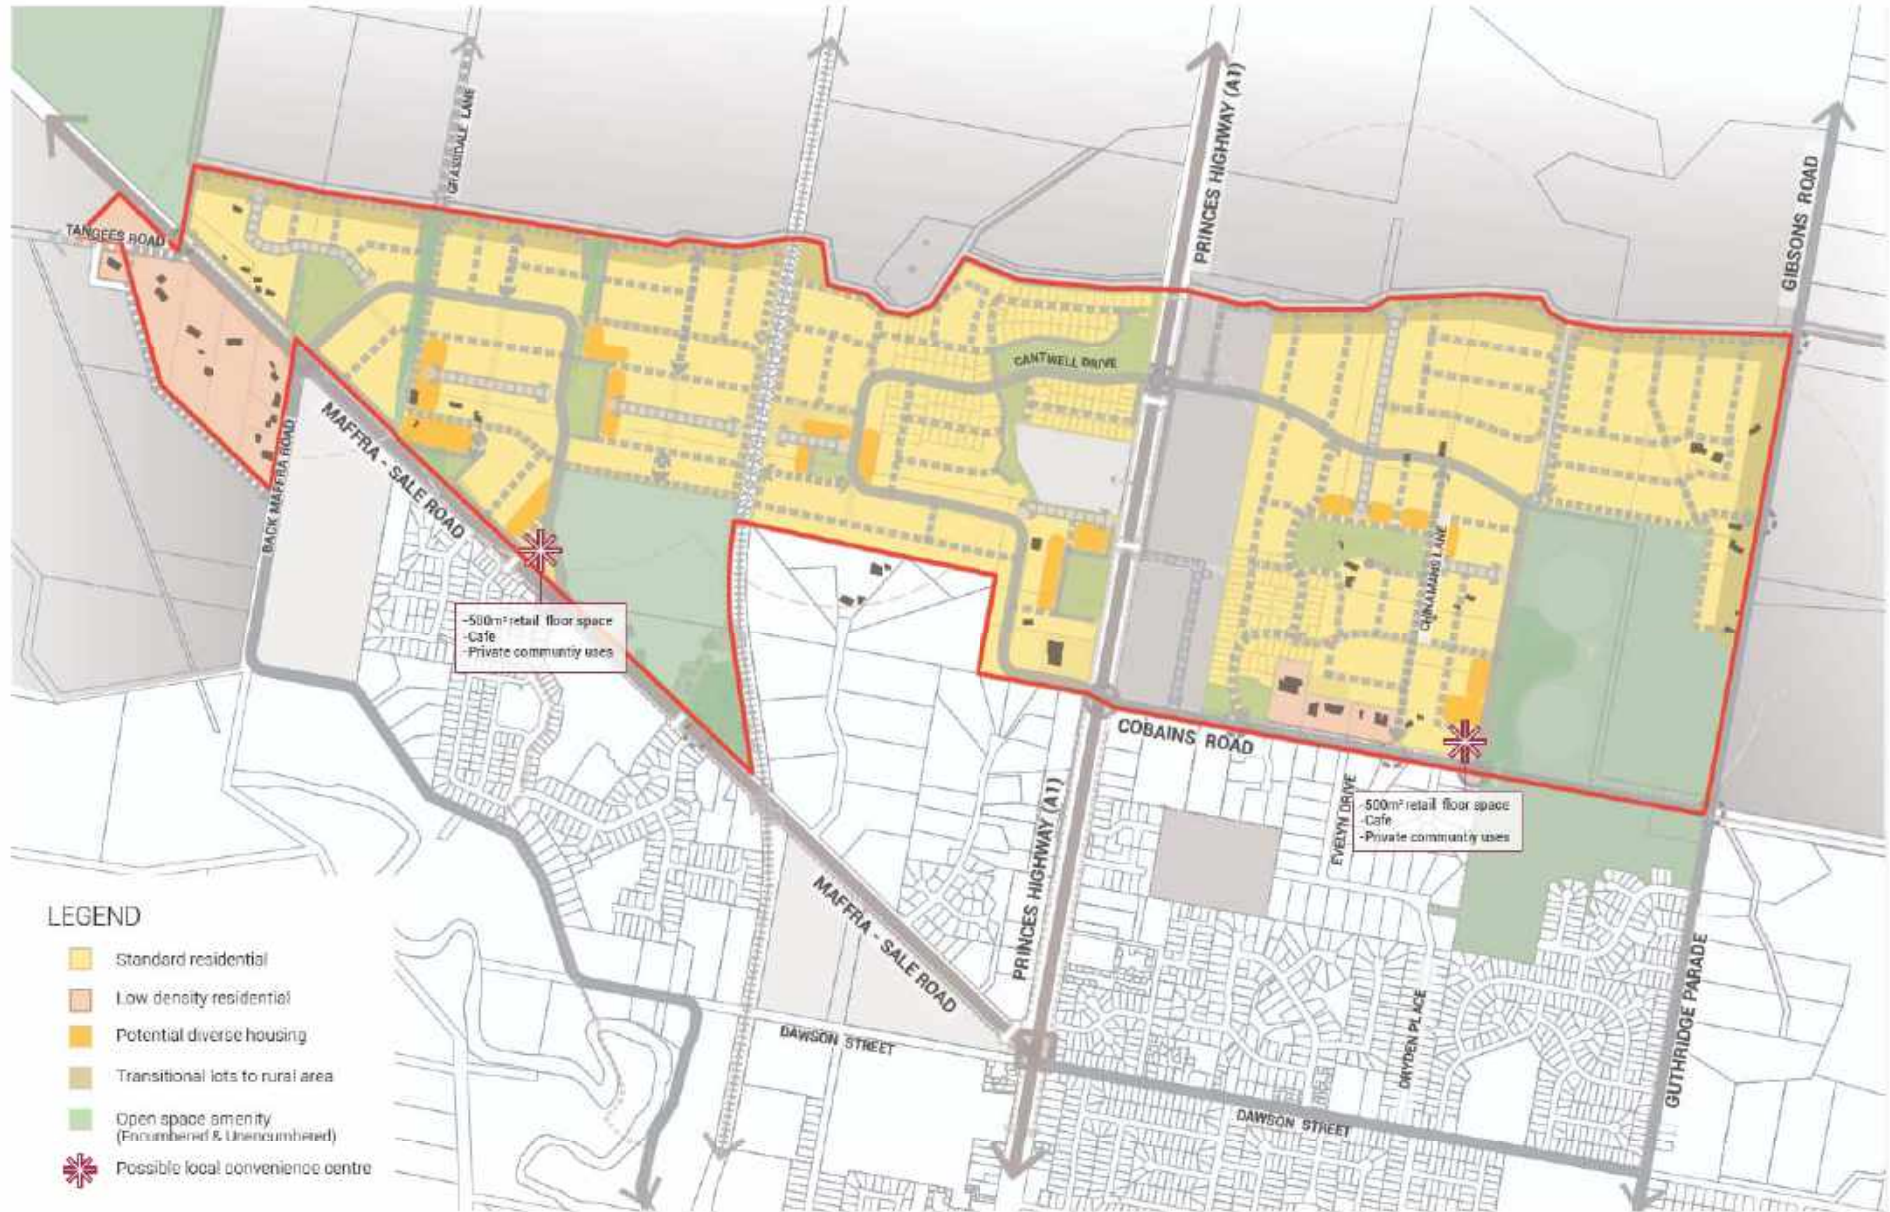 GRASSDALE LANE
PRINCES HIGHWAY (A1)
GIBSONS ROAD
TANGEES ROAD
CANTWELL DRIVE
BACK MAFFRA ROAD
MAFFRA - SALE ROAD
CHINAMANS LANE
-500m² retail floor space
-Cafe
-Private communtiy uses
COBAINS ROAD
-500m² retail floor space
-Cafe
-Private communtiy uses
EVELYN DRIVE
PRINCES HIGHWAY (A1)
MAFFRA - SALE ROAD
LEGEND
Standard residential
Low density residential
Potential diverse housing
Transitional lots to rural area
Open space amenity
(Encumbered & Unencumbered)
Possible local convenience centre
DAWSON STREET
DRYDEN PLACE
GUTHRIDGE PARADE
DAWSON STREET